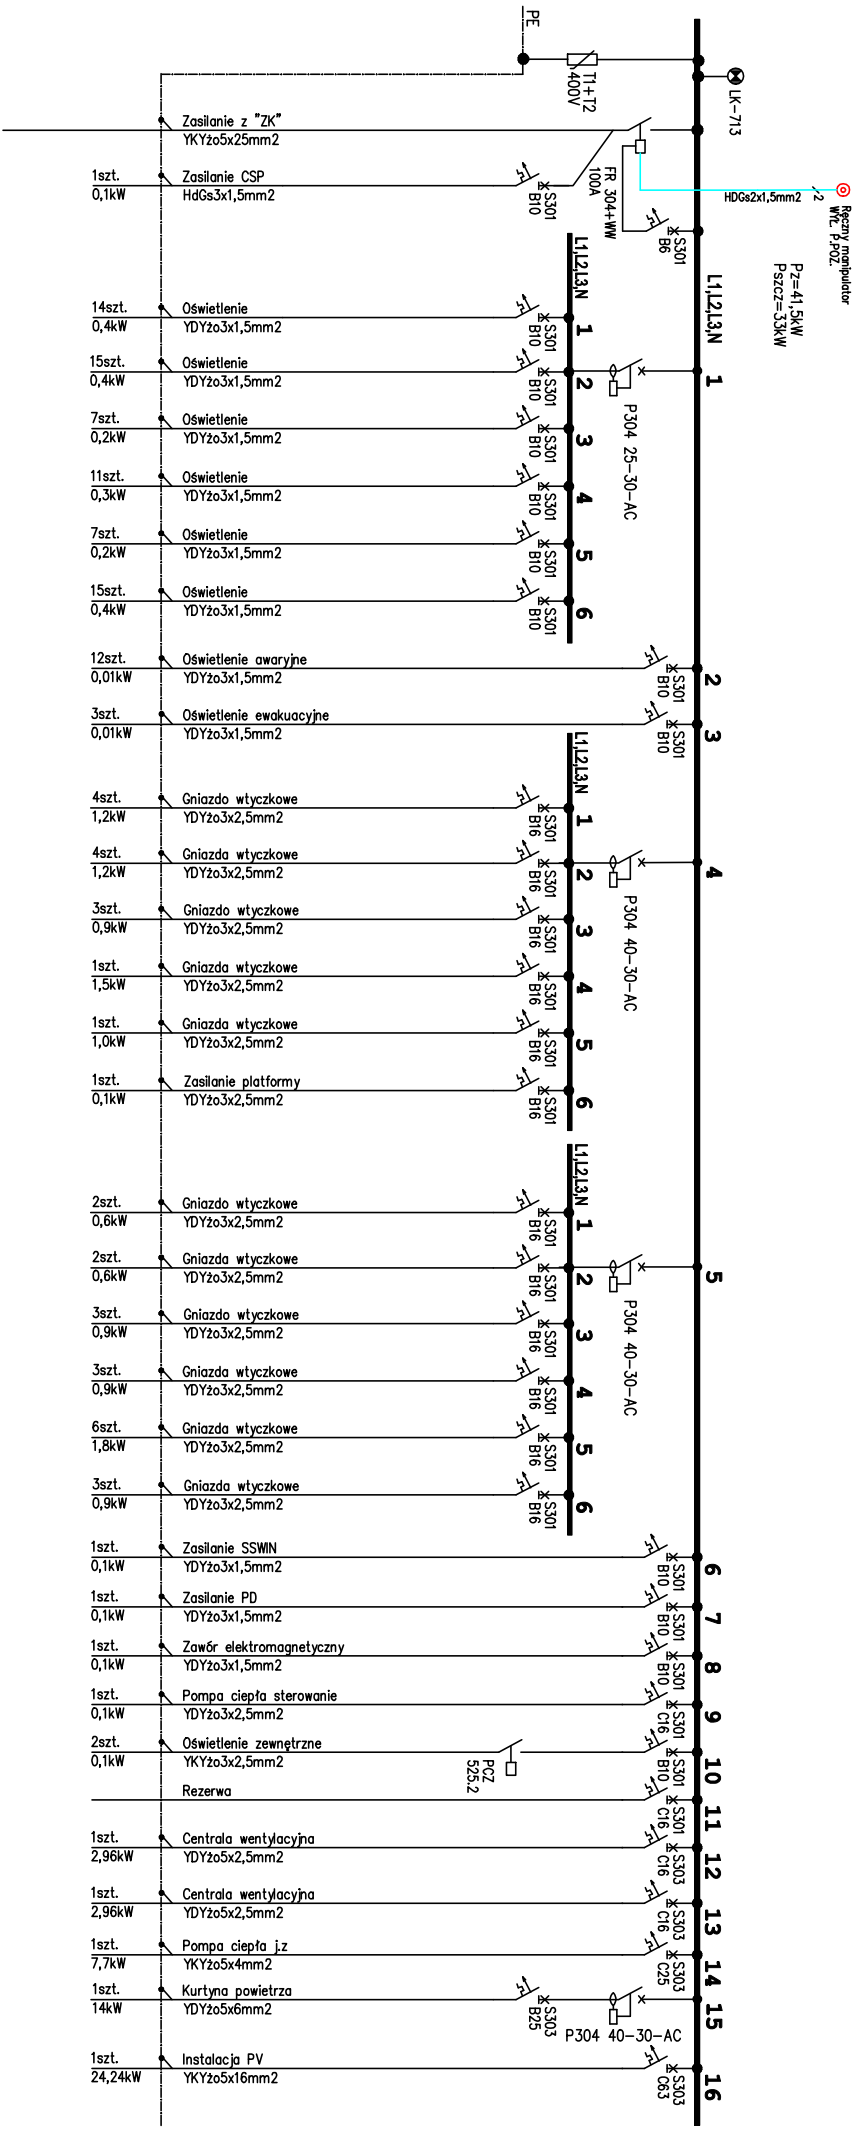 PE
T1+T2
400V
LK-713
Zasilanie z "ZK"
YKYżo5x25mm2
1szt.
0,1kW
Zasilanie CSP
HdGs3x1,5mm2
S301
B10
FR 304+WW
100A
S301
B6
HDGs2x1,5mm2
2
Ręczny manipulator
WYŁ. P.POŻ.
Pz=41,5kW
Pszcz=33kW
L1,L2,L3,N
L1,L2,L3,N
14szt.
0,4kW
Oświetlenie
YDYżo3x1,5mm2
S301
B10
1
15szt.
0,4kW
Oświetlenie
YDYżo3x1,5mm2
S301
B10
2
P304 25-30-AC
1
7szt.
0,2kW
Oświetlenie
YDYżo3x1,5mm2
S301
B10
3
11szt.
0,3kW
Oświetlenie
YDYżo3x1,5mm2
S301
B10
4
7szt.
0,2kW
Oświetlenie
YDYżo3x1,5mm2
S301
B10
5
15szt.
0,4kW
Oświetlenie
YDYżo3x1,5mm2
S301
B10
6
12szt.
0,01kW
Oświetlenie awaryjne
YDYżo3x1,5mm2
S301
B10
2
3szt.
0,01kW
Oświetlenie ewakuacyjne
YDYżo3x1,5mm2
S301
B10
3
L1,L2,L3,N
4szt.
1,2kW
Gniazdo wtyczkowe
YDYżo3x2,5mm2
S301
B16
1
4szt.
1,2kW
Gniazda wtyczkowe
YDYżo3x2,5mm2
S301
B16
2
P304 40-30-AC
4
3szt.
0,9kW
Gniazdo wtyczkowe
YDYżo3x2,5mm2
S301
B16
3
1szt.
1,5kW
Gniazda wtyczkowe
YDYżo3x2,5mm2
S301
B16
4
1szt.
1,0kW
Gniazda wtyczkowe
YDYżo3x2,5mm2
S301
B16
5
1szt.
0,1kW
Zasilanie platformy
YDYżo3x2,5mm2
S301
B16
6
L1,L2,L3,N
2szt.
0,6kW
Gniazdo wtyczkowe
YDYżo3x2,5mm2
S301
B16
1
2szt.
0,6kW
Gniazda wtyczkowe
YDYżo3x2,5mm2
S301
B16
2
P304 40-30-AC
5
3szt.
0,9kW
Gniazdo wtyczkowe
YDYżo3x2,5mm2
S301
B16
3
3szt.
0,9kW
Gniazda wtyczkowe
YDYżo3x2,5mm2
S301
B16
4
6szt.
1,8kW
Gniazda wtyczkowe
YDYżo3x2,5mm2
S301
B16
5
3szt.
0,9kW
Gniazda wtyczkowe
YDYżo3x2,5mm2
S301
B16
6
1szt.
0,1kW
Zasilanie SSWIN
YDYżo3x1,5mm2
S301
B10
6
1szt.
0,1kW
Zasilanie PD
YDYżo3x1,5mm2
S301
B10
7
1szt.
0,1kW
Zawór elektromagnetyczny
YDYżo3x1,5mm2
S301
B10
8
1szt.
0,1kW
Pompa ciepła sterowanie
YDYżo3x2,5mm2
S301
C16
9
2szt.
0,1kW
Oświetlenie zewnętrzne
YKYżo3x2,5mm2
PCZ
525.2
S301
B10
10
Rezerwa
S301
C16
11
1szt.
2,96kW
Centrala wentylacyjna
YDYżo5x2,5mm2
S303
C16
12
1szt.
2,96kW
Centrala wentylacyjna
YDYżo5x2,5mm2
S303
C16
13
1szt.
7,7kW
Pompa ciepła j.z
YKYżo5x4mm2
S303
C25
14
1szt.
14kW
Kurtyna powietrza
YDYżo5x6mm2
S303
B25
P304 40-30-AC
15
1szt.
24,24kW
Instalacja PV
YKYżo5x16mm2
S303
C63
16